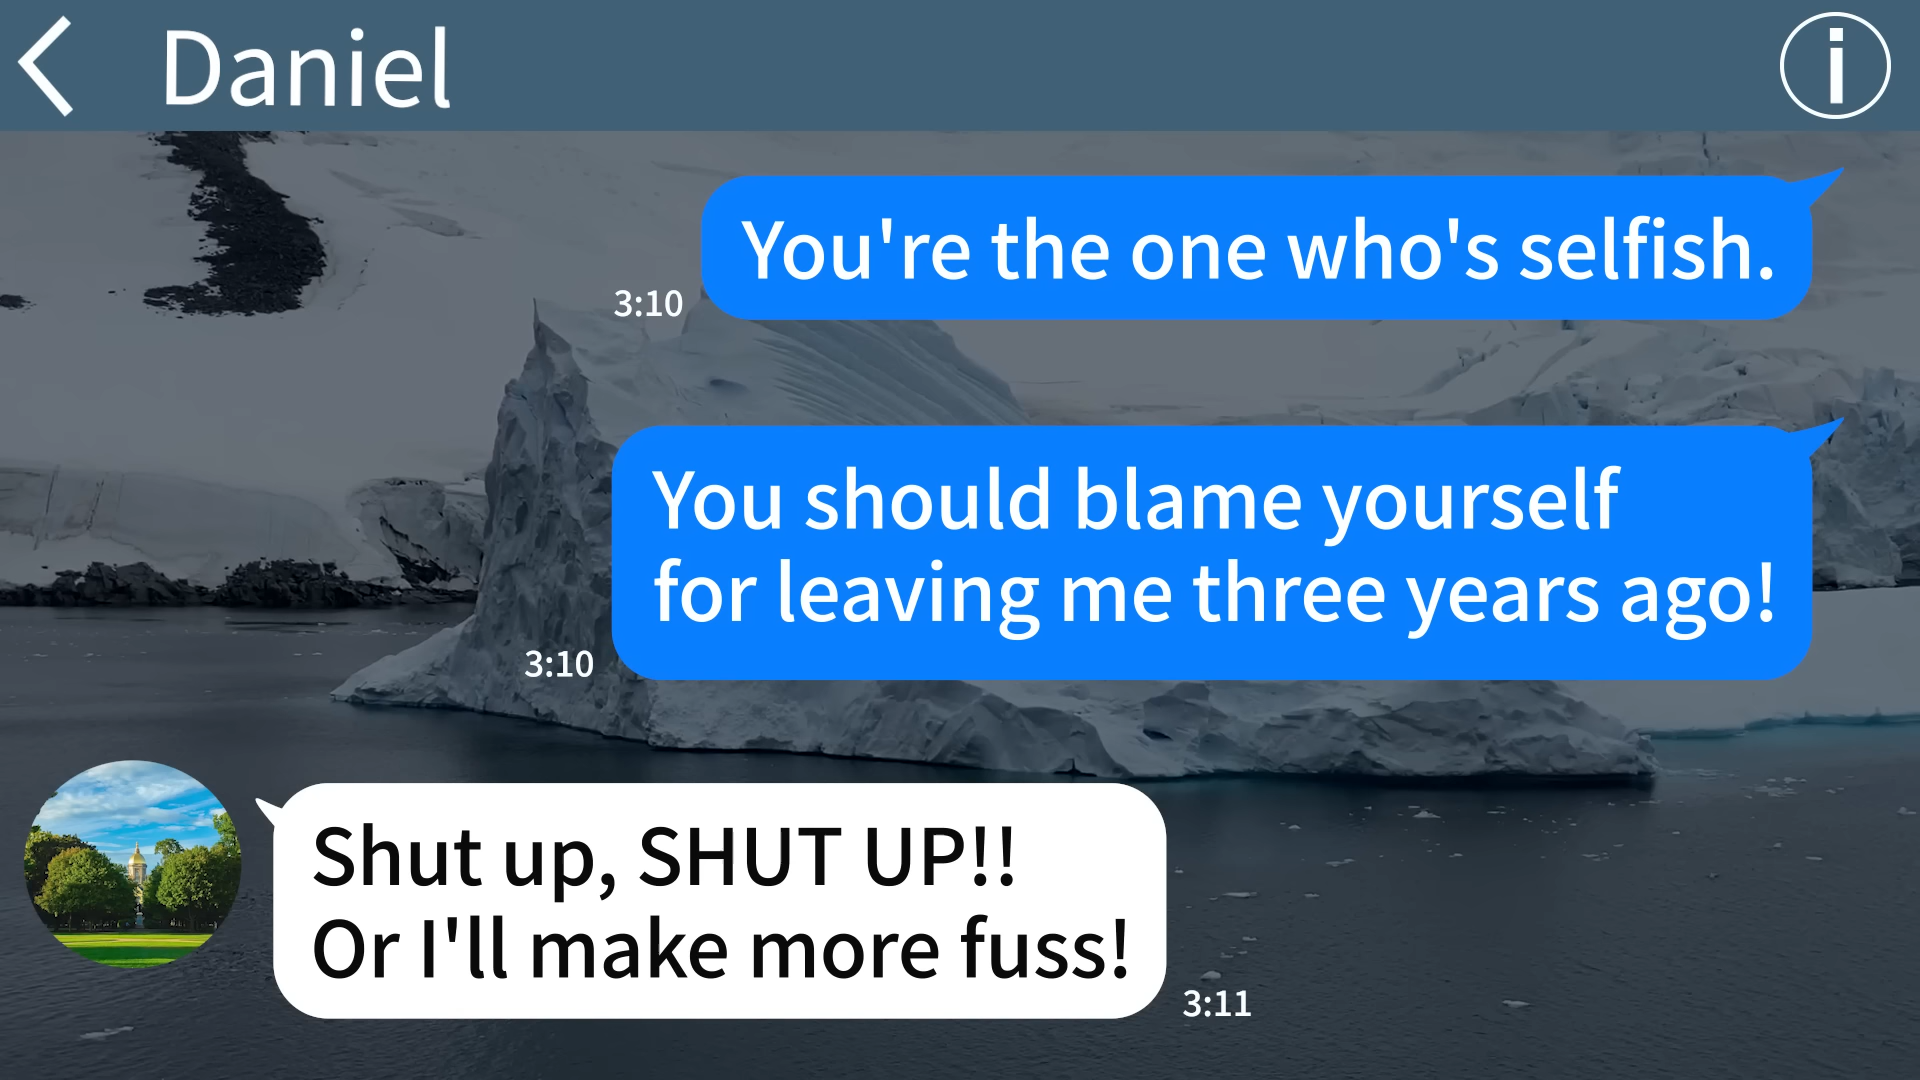 Daniel
You're the one who's selfish.
3:10
You should blame yourself
for leaving me three years ago!
3:10
Shut up, SHUT UP!!
Or I'll make more fuss!
3:11